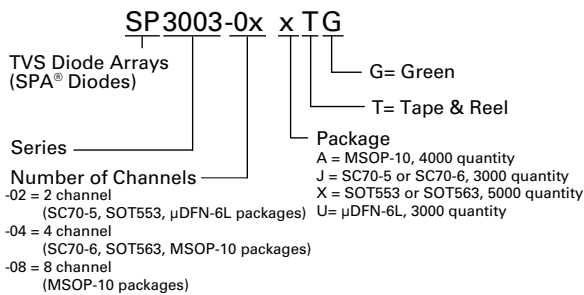 SP3003-0x x T G
TVS Diode Arrays
(SPA® Diodes)
G= Green
T= Tape & Reel
Series
Package
A = MSOP-10, 4000 quantity
J = SC70-5 or SC70-6, 3000 quantity
X = SOT553 or SOT563, 5000 quantity
U= µDFN-6L, 3000 quantity
Number of Channels
-02 = 2 channel
(SC70-5, SOT553, µDFN-6L packages)
-04 = 4 channel
(SC70-6, SOT563, MSOP-10 packages)
-08 = 8 channel
(MSOP-10 packages)